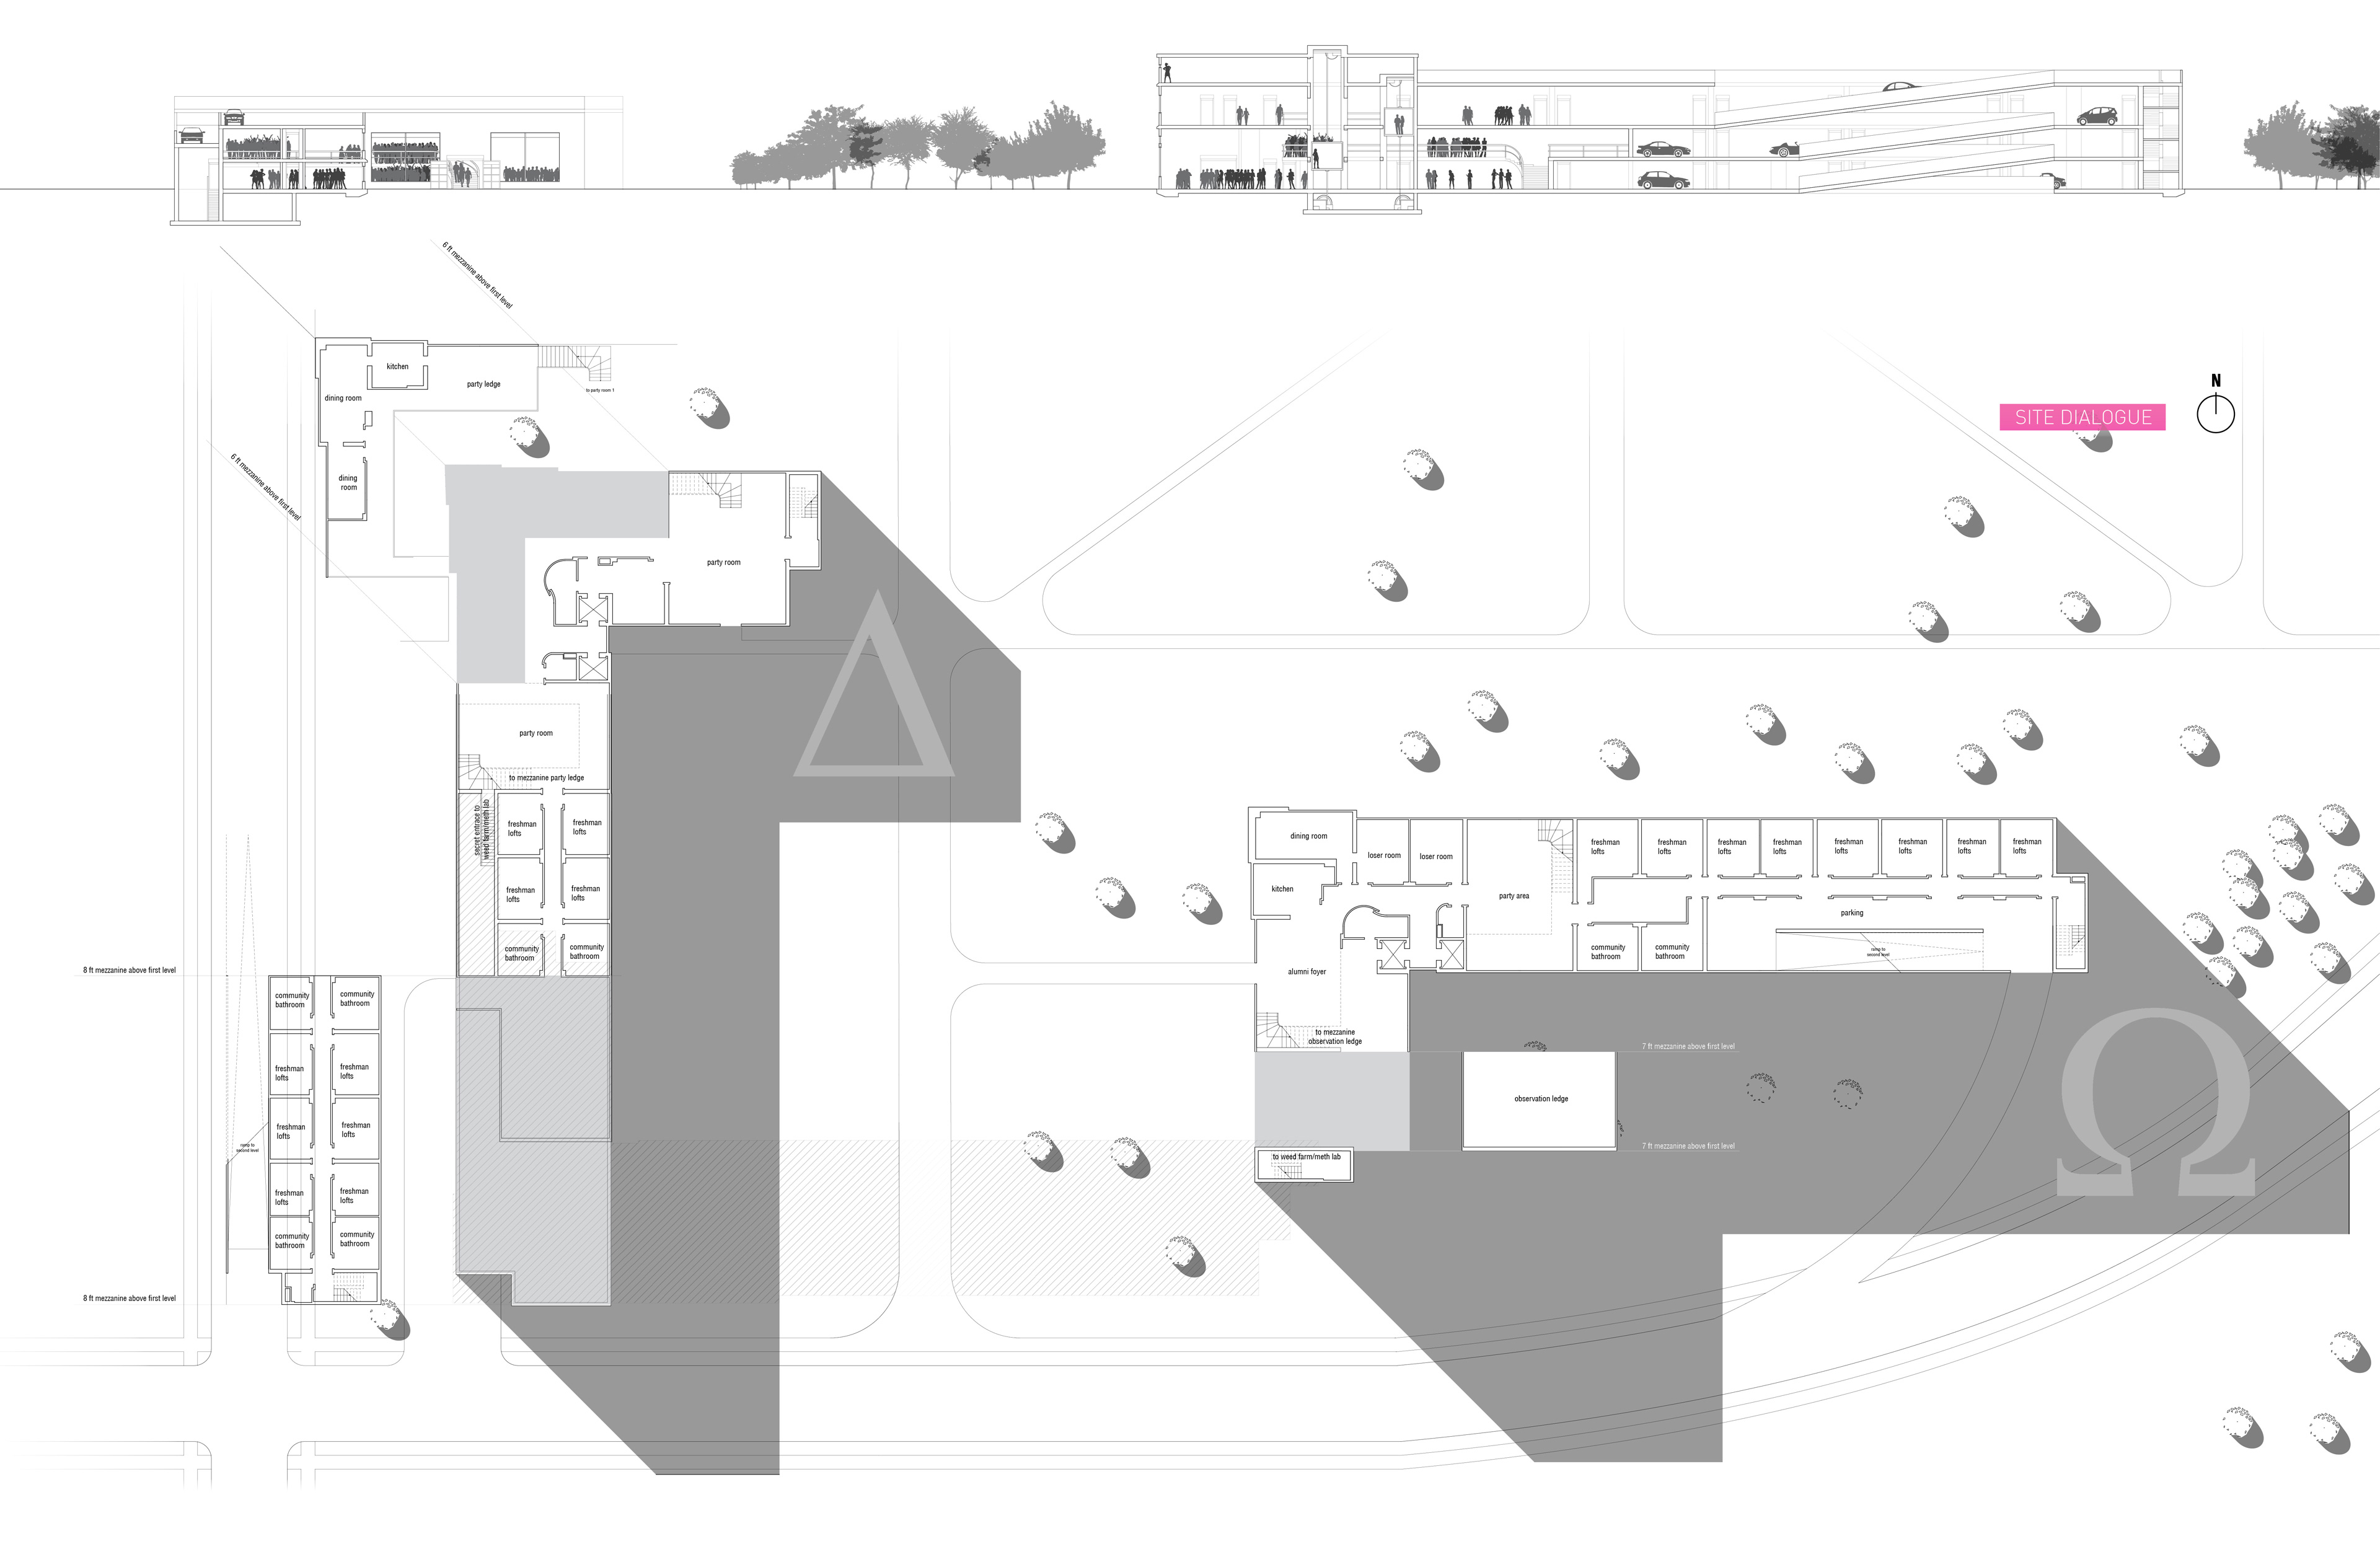 6 ft mezzanine above first level
kitchen
party ledge
to party room 1
dining room
dining
room
6 ft mezzanine above first level
N
SITE DIALOGUE
party room
Δ
party room
to mezzanine party ledge
secret entrace to
weed farm/meth lab
freshman
lofts
freshman
lofts
freshman
lofts
freshman
lofts
community
bathroom
community
bathroom
8 ft mezzanine above first level
community
bathroom
community
bathroom
freshman
lofts
freshman
lofts
freshman
lofts
freshman
lofts
ramp to
second level
freshman
lofts
freshman
lofts
community
bathroom
community
bathroom
8 ft mezzanine above first level
dining room
loser room
loser room
kitchen
party area
freshman
lofts
freshman
lofts
freshman
lofts
freshman
lofts
freshman
lofts
freshman
lofts
freshman
lofts
freshman
lofts
parking
community
bathroom
community
bathroom
ramp to
second level
alumni foyer
to mezzanine
observation ledge
7 ft mezzanine above first level
observation ledge
7 ft mezzanine above first level
to weed farm/meth lab
Ω